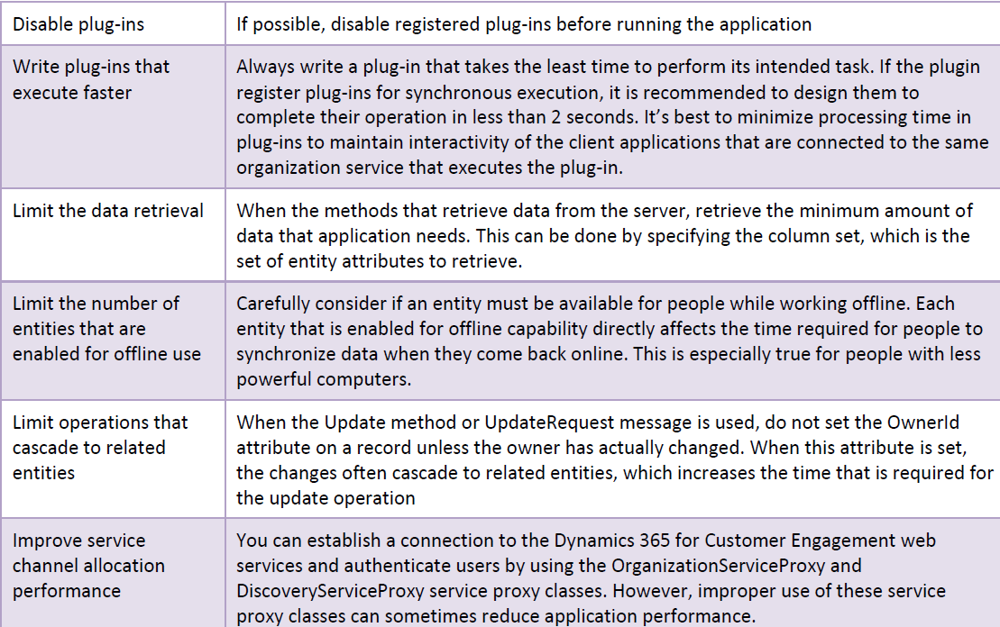 Disable plug-ins
If possible, disable registered plug-ins before running the application
Write plug-ins that
execute faster
Always write a plug-in that takes the least time to perform its intended task. If the plugin
register plug-ins for synchronous execution, it is recommended to design them to
complete their operation in less than 2 seconds. It’s best to minimize processing time in
plug-ins to maintain interactivity of the client applications that are connected to the same
organization service that executes the plug-in.
Limit the data retrieval
When the methods that retrieve data from the server, retrieve the minimum amount of
data that application needs. This can be done by specifying the column set, which is the
set of entity attributes to retrieve.
Limit the number of
entities that are
enabled for offline use
Carefully consider if an entity must be available for people while working offline. Each
entity that is enabled for offline capability directly affects the time required for people to
synchronize data when they come back online. This is especially true for people with less
powerful computers.
Limit operations that
cascade to related
entities
When the Update method or UpdateRequest message is used, do not set the OwnerId
attribute on a record unless the owner has actually changed. When this attribute is set,
the changes often cascade to related entities, which increases the time that is required for
the update operation
Improve service
channel allocation
performance
You can establish a connection to the Dynamics 365 for Customer Engagement web
services and authenticate users by using the OrganizationServiceProxy and
DiscoveryServiceProxy service proxy classes. However, improper use of these service
proxy classes can sometimes reduce application performance.